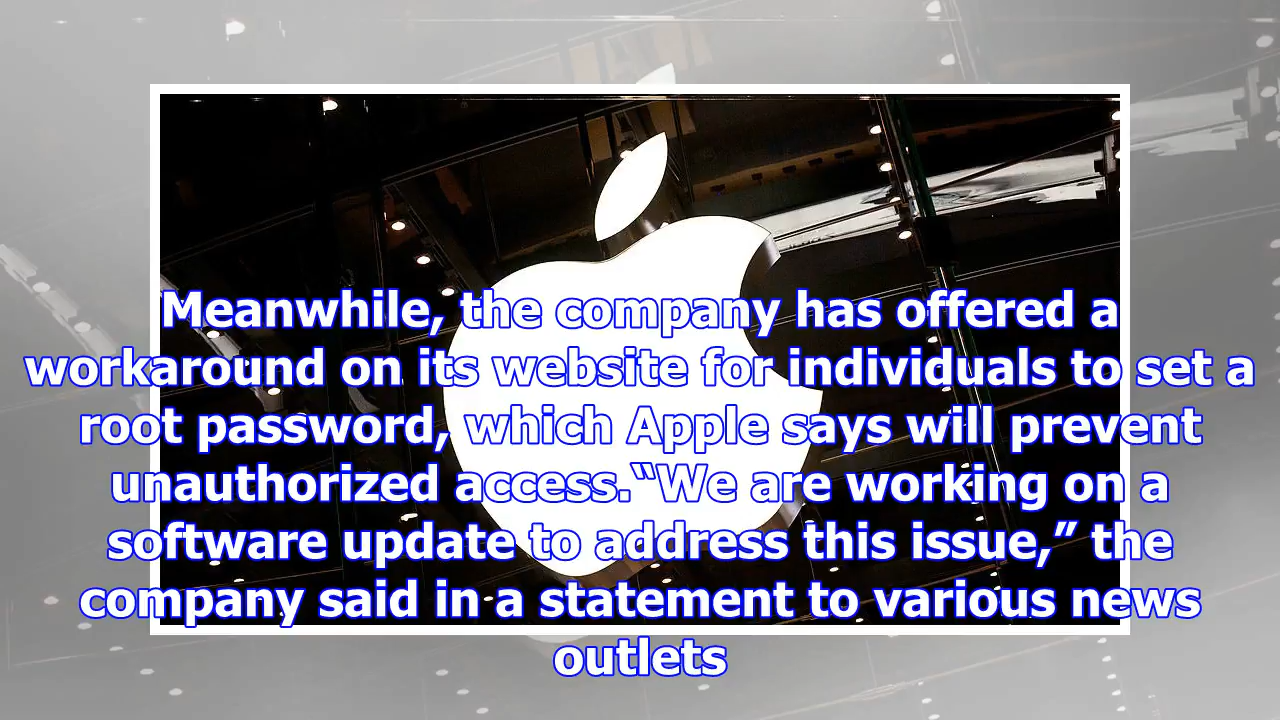 Meanwhile, the company has offered a
workaround on its website for individuals to set a
root password, which Apple says will prevent
unauthorized access.“We are working on a
software update to address this issue,” the
company said in a statement to various news
outlets